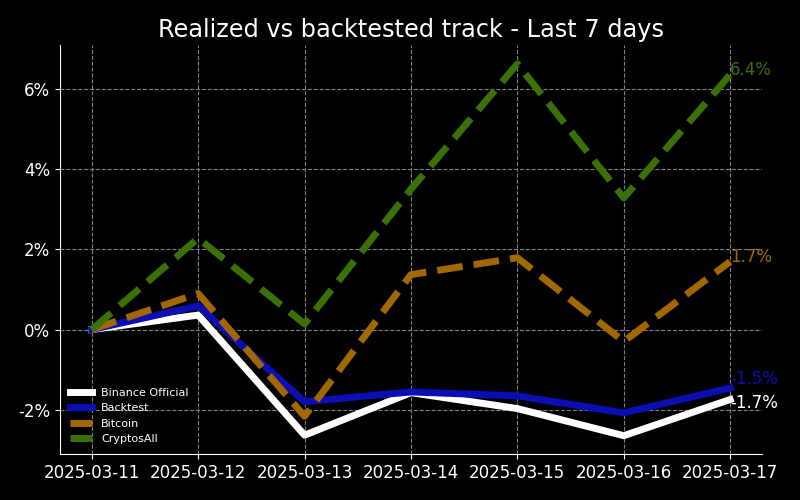 Realized vs backtested track - Last 7 days
6%
4%
2%
0%
-2%
6.4%
1.7%
-1.5%
-1.7%
Binance Official
Backtest
Bitcoin
CryptosAll
2025-03-11 2025-03-12 2025-03-13 2025-03-14 2025-03-15 2025-03-16 2025-03-17